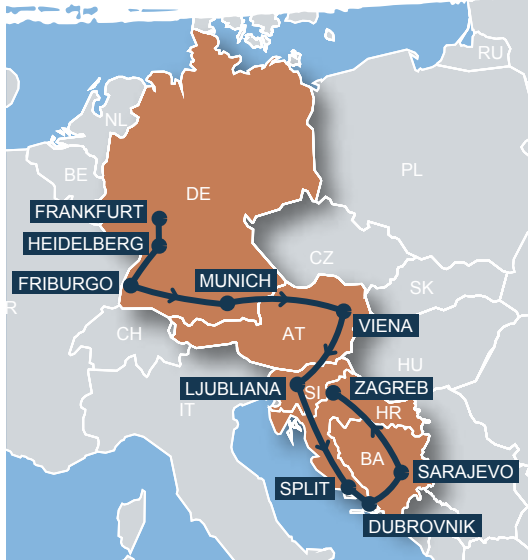 RU
NL
PL
BE
DE
FRANKFURT
HEIDELBERG
CZ
FRIBURGO
MUNICH
SK
R
VIENA
CH
AT
HU
LJUBLIANA
SI
ZAGREB
IT
HR
BA
SARAJEVO
SPLIT
DUBROVNIK